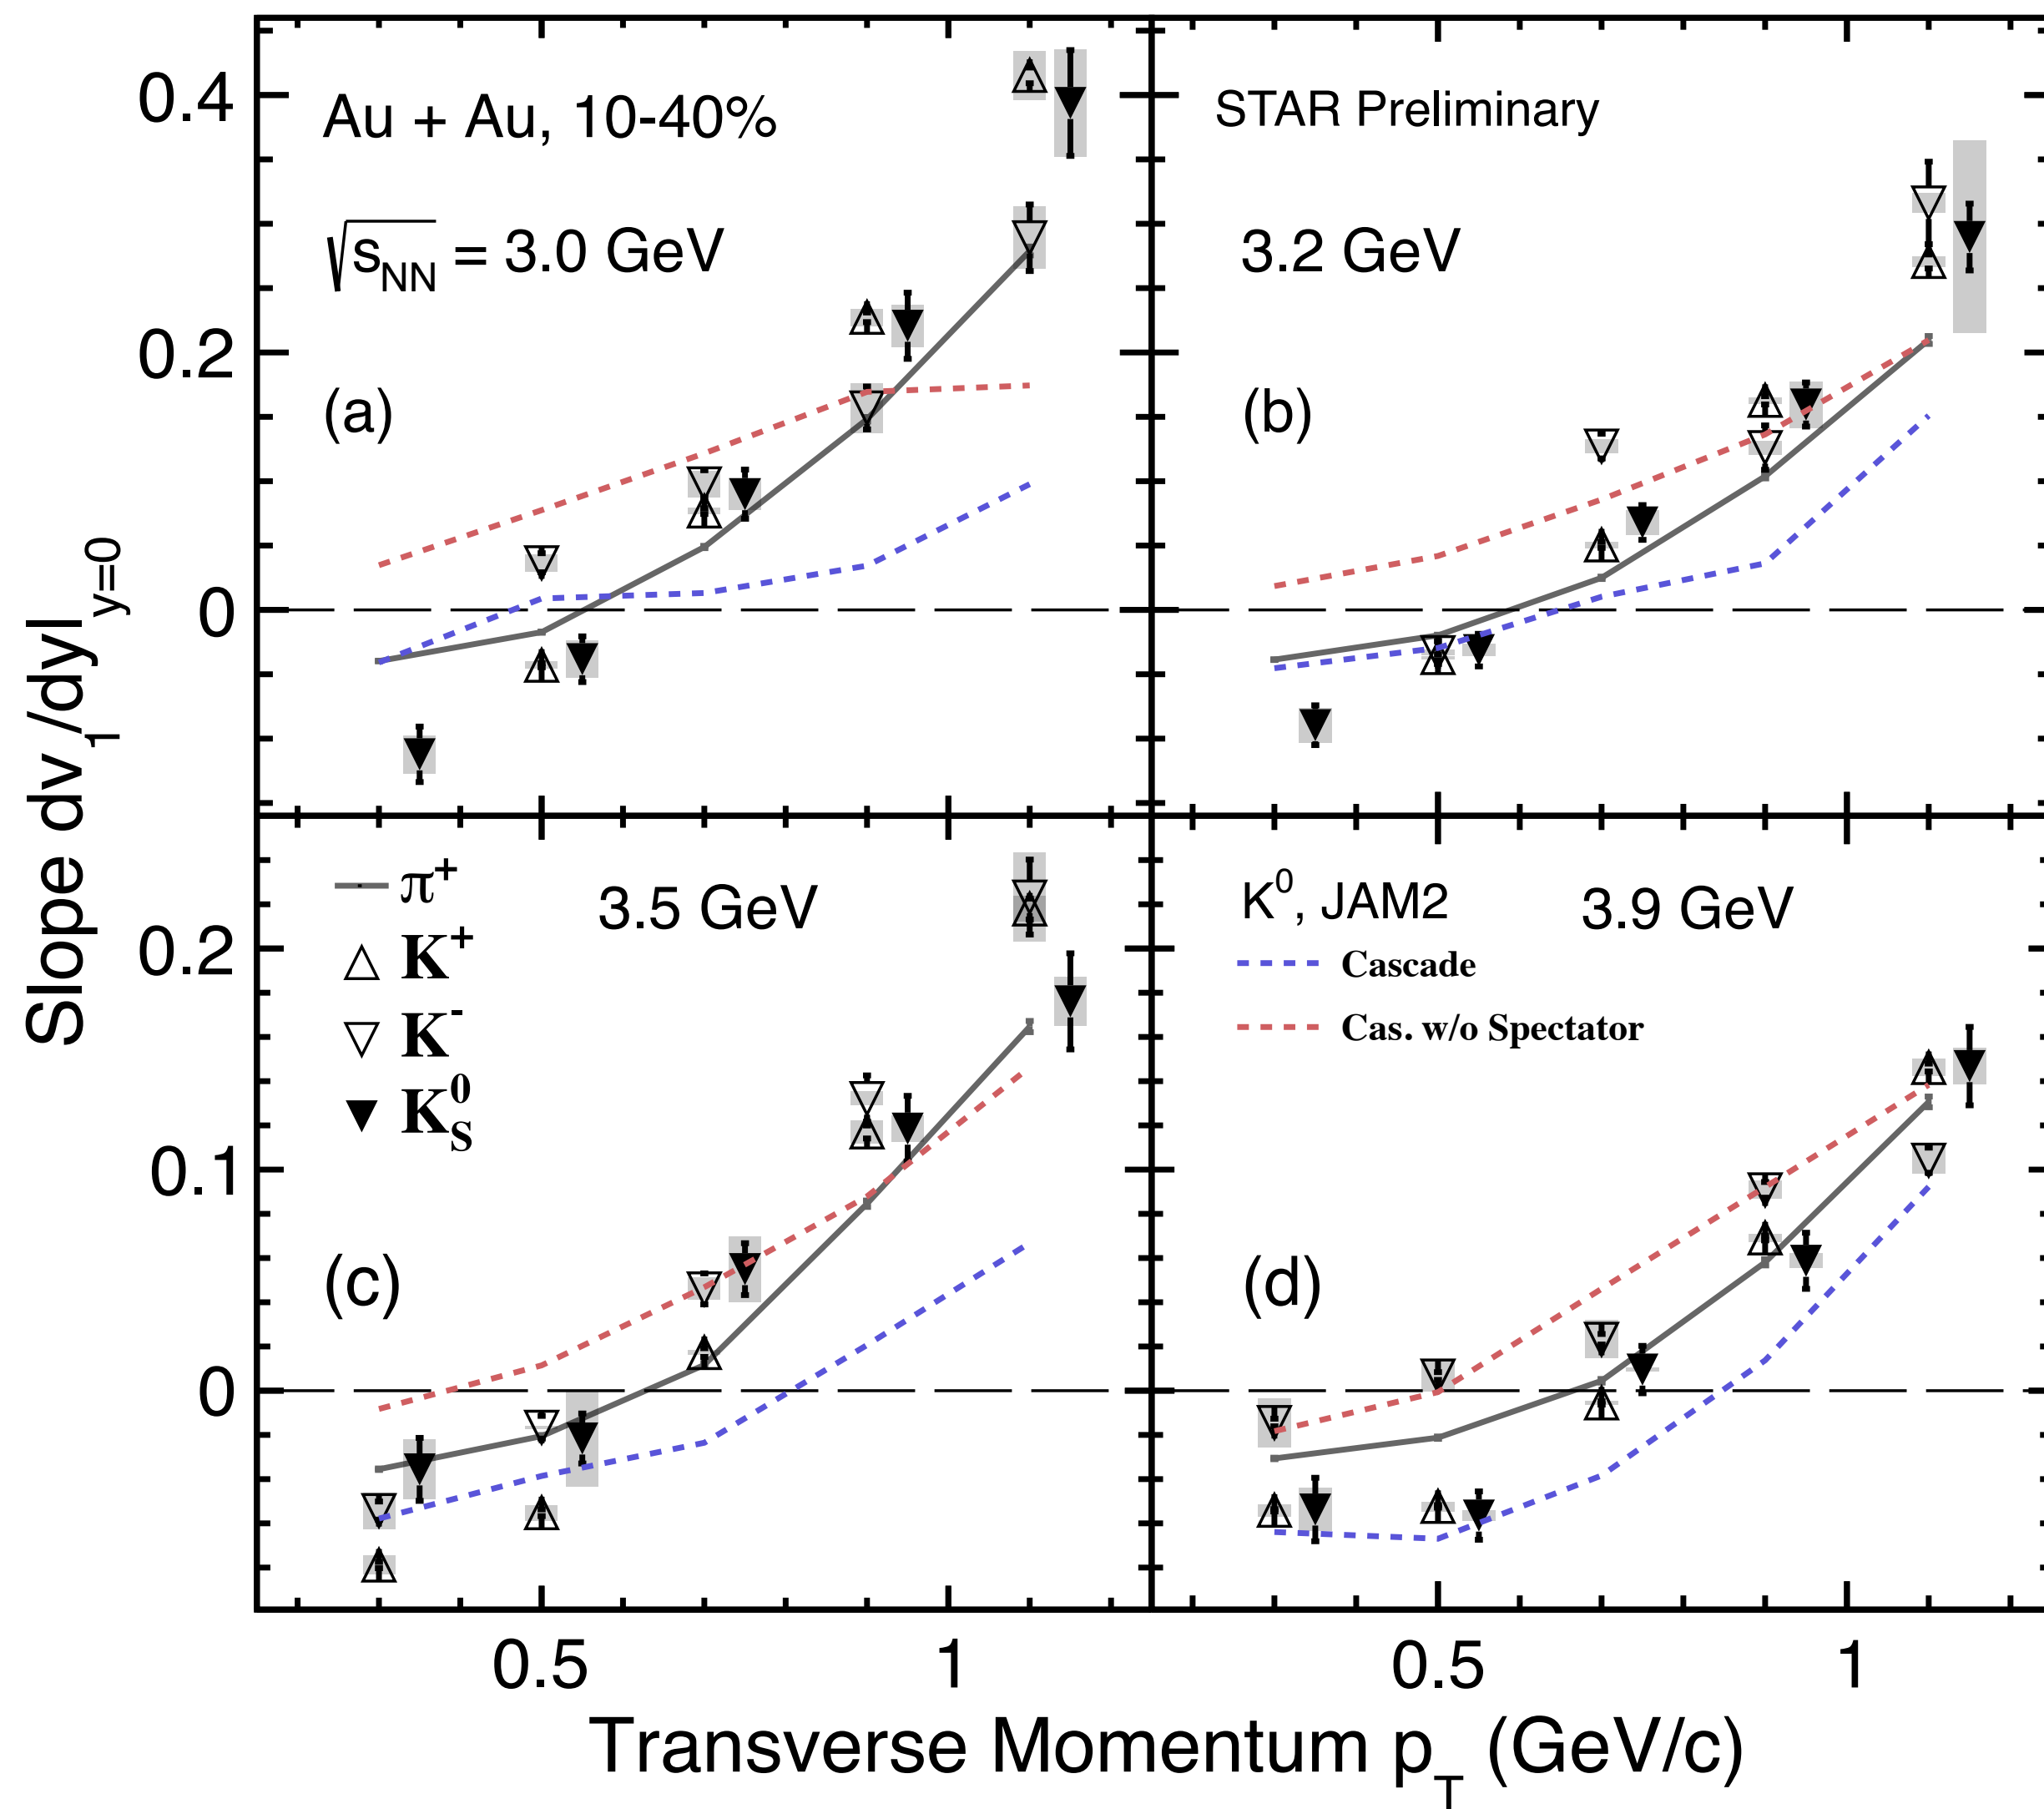 Slope dv₁/dy|y=0
0.4
0.2
0
0.2
0.1
0
Au + Au, 10-40%
√sNN = 3.0 GeV
(a)
STAR Preliminary
3.2 GeV
(b)
3.5 GeV
π⁺
K⁺
K⁻
K⁰S
(c)
K⁰, JAM2
3.9 GeV
Cascade
Cas. w/o Spectator
(d)
0.5
1
0.5
1
Transverse Momentum pT (GeV/c)